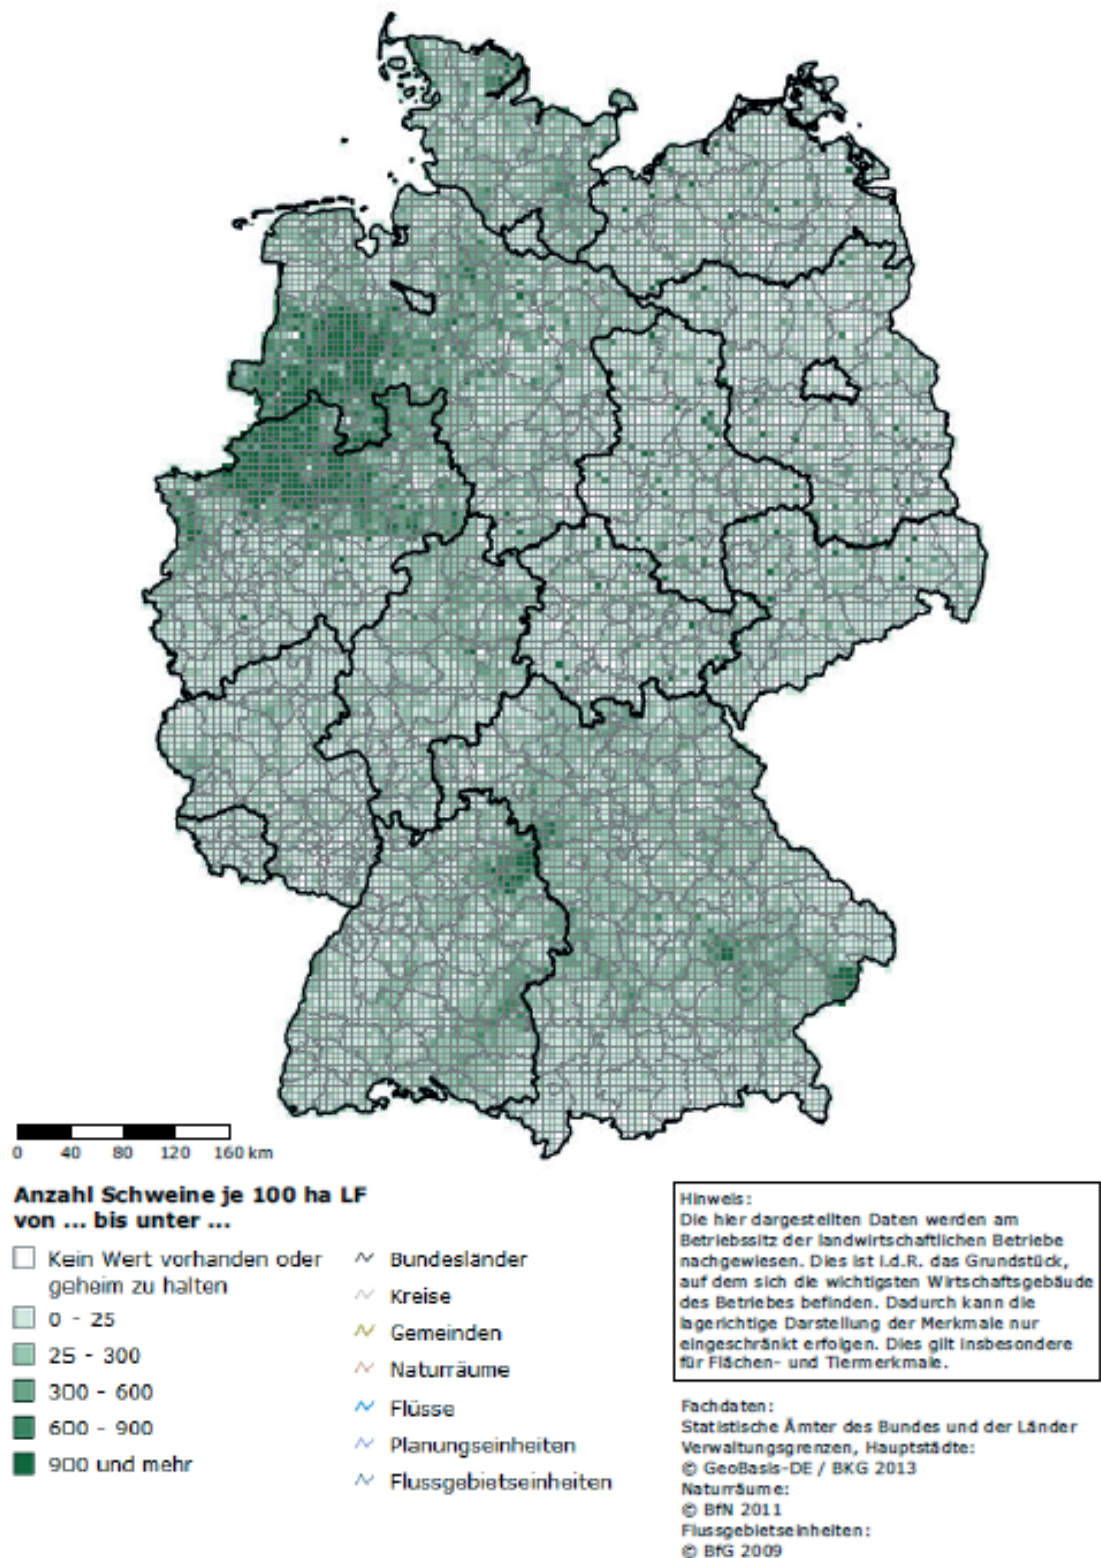 0 40 80 120 160 km
Anzahl Schweine je 100 ha LF
von ... bis unter ...
Kein Wert vorhanden oder
geheim zu halten
0 - 25
25 - 300
300 - 600
600 - 900
900 und mehr
Bundesländer
Kreise
Gemeinden
Naturräume
Flüsse
Planungseinheiten
Flussgebietseinheiten
Hinweis:
Die hier dargestellten Daten werden am
Betriebssitz der landwirtschaftlichen Betriebe
nachgewiesen. Dies ist i.d.R. das Grundstück,
auf dem sich die wichtigsten Wirtschaftsgebäude
des Betriebes befinden. Dadurch kann die
lagerichtige Darstellung der Merkmale nur
eingeschränkt erfolgen. Dies gilt insbesondere
für Flächen- und Tiermerkmale.
Fachdaten:
Statistische Ämter des Bundes und der Länder
Verwaltungsgrenzen, Hauptstädte:
© GeoBasis-DE / BKG 2013
Naturräume:
© BfN 2011
Flussgebietseinheiten:
© BfG 2009